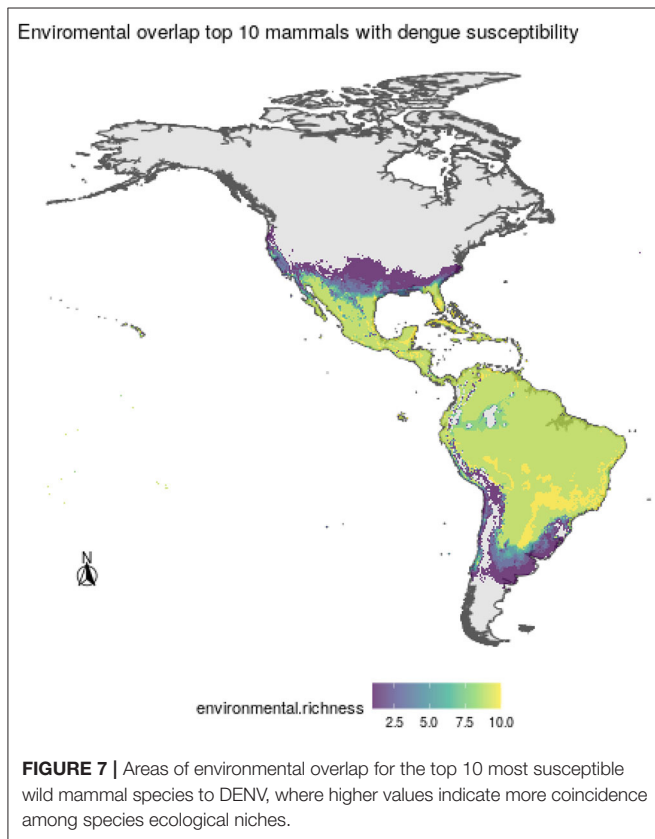 Enviromental overlap top 10 mammals with dengue susceptibility
N
environmental.richness
2.5 5.0 7.5 10.0
FIGURE 7 | Areas of environmental overlap for the top 10 most susceptible
wild mammal species to DENV, where higher values indicate more coincidence
among species ecological niches.